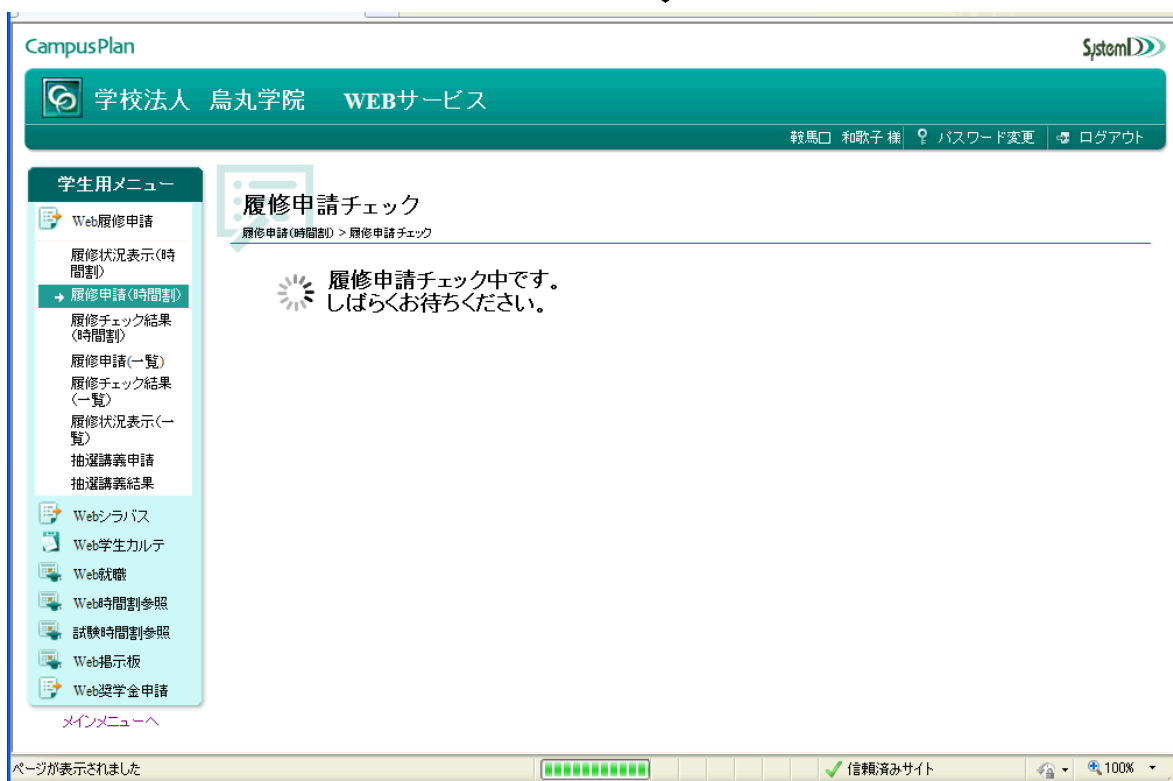 CampusPlan
SystemD
学校法人 烏丸学院 WEBサービス
鞍馬口 和歌子 様 パスワード変更 ログアウト
学生用メニュー
Web履修申請
履修状況表示(時
間割)
履修申請(時間割)
履修チェック結果
(時間割)
履修申請(一覧)
履修チェック結果
(一覧)
履修状況表示(一
覧)
抽選講義申請
抽選講義結果
Webシラバス
Web学生カルテ
Web就職
Web時間割参照
試験時間割参照
Web掲示板
Web奨学金申請
メインメニューへ
履修申請チェック
履修申請(時間割) > 履修申請チェック
履修申請チェック中です。
しばらくお待ちください。
ページが表示されました
信頼済みサイト
100%